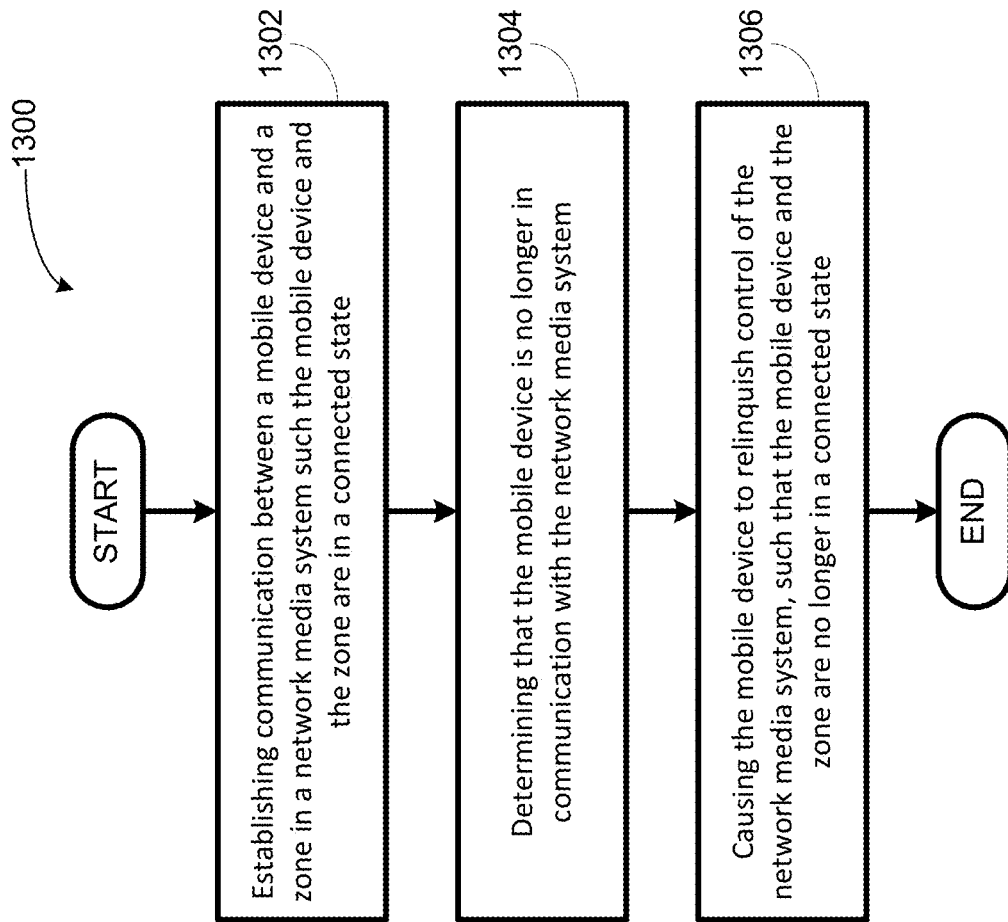 1300
START
Establishing communication between a mobile device and a
zone in a network media system such the mobile device and
the zone are in a connected state
1302
Determining that the mobile device is no longer in
communication with the network media system
1304
Causing the mobile device to relinquish control of the
network media system, such that the mobile device and the
zone are no longer in a connected state
1306
END